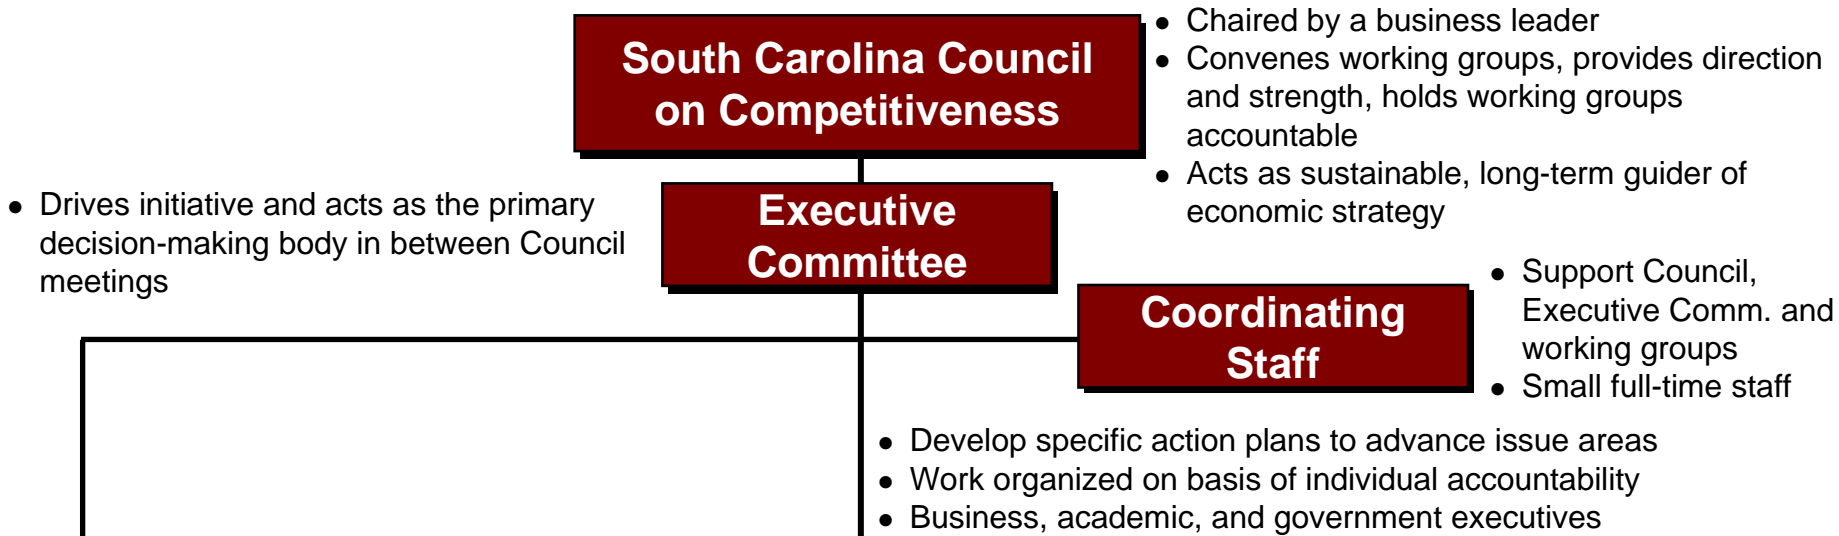 South Carolina Council
on Competitiveness
● Chaired by a business leader
● Convenes working groups, provides direction
and strength, holds working groups
accountable
● Acts as sustainable, long-term guider of
economic strategy
● Drives initiative and acts as the primary
decision-making body in between Council
meetings
Executive
Committee
Coordinating
Staff
● Support Council,
Executive Comm. and
working groups
● Small full-time staff
● Develop specific action plans to advance issue areas
● Work organized on basis of individual accountability
● Business, academic, and government executives